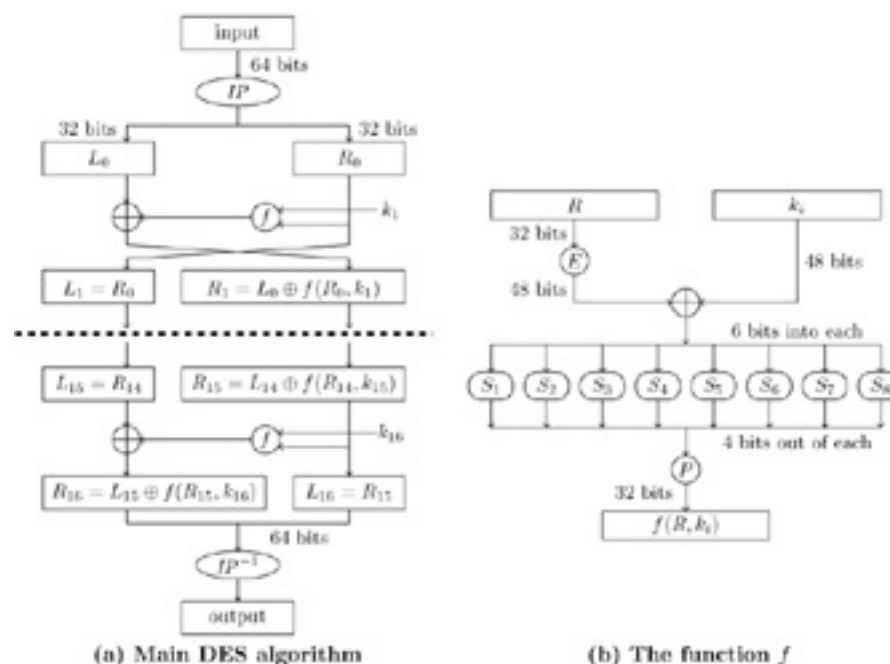 input
64 bits
IP
32 bits
32 bits
L₀
R₀
f
k₁
L₁ = R₀
R₁ = L₀ ⊕ f(R₀, k₁)
L₁₅ = R₁₄
R₁₅ = L₁₄ ⊕ f(R₁₄, k₁₅)
f
k₁₆
R₁₆ = L₁₅ ⊕ f(R₁₅, k₁₆)
L₁₆ = R₁₅
64 bits
IP⁻¹
output
(a) Main DES algorithm
R
kᵢ
32 bits
E
48 bits
48 bits
6 bits into each
S₁ S₂ S₃ S₄ S₅ S₆ S₇ S₈
4 bits out of each
P
32 bits
f(R, kᵢ)
(b) The function f